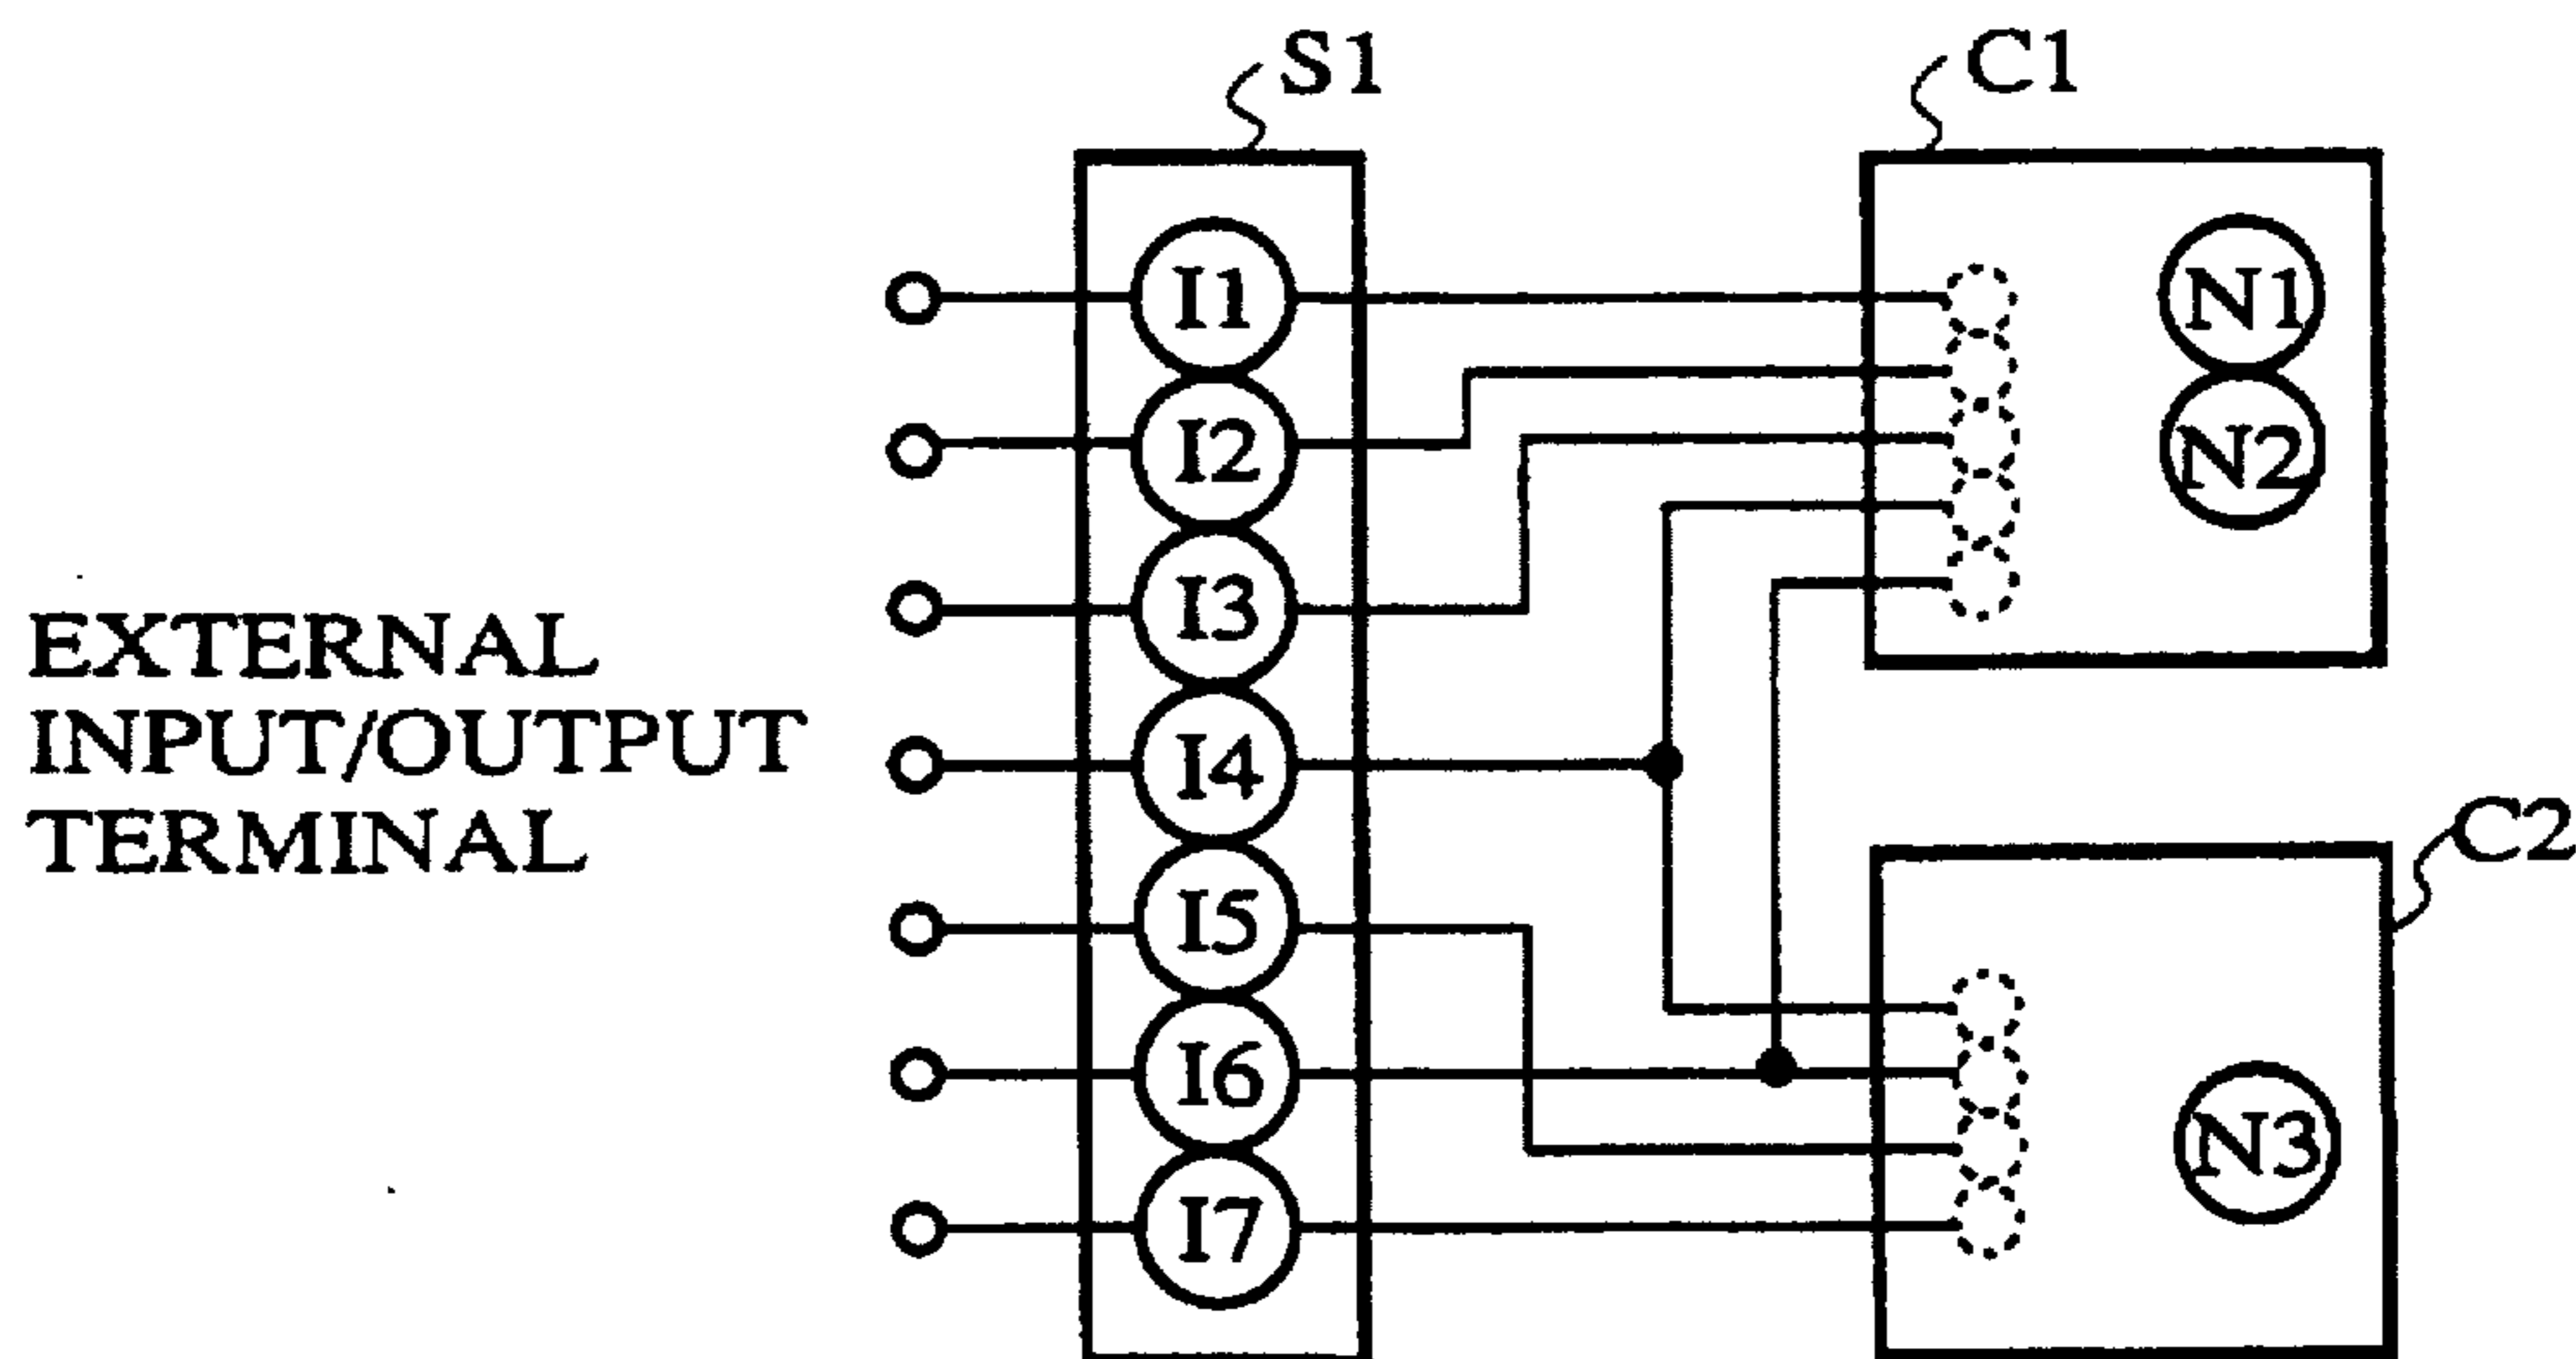 S1
C1
I1
N1
I2
N2
I3
EXTERNAL
INPUT/OUTPUT
TERMINAL
I4
C2
I5
I6
N3
I7